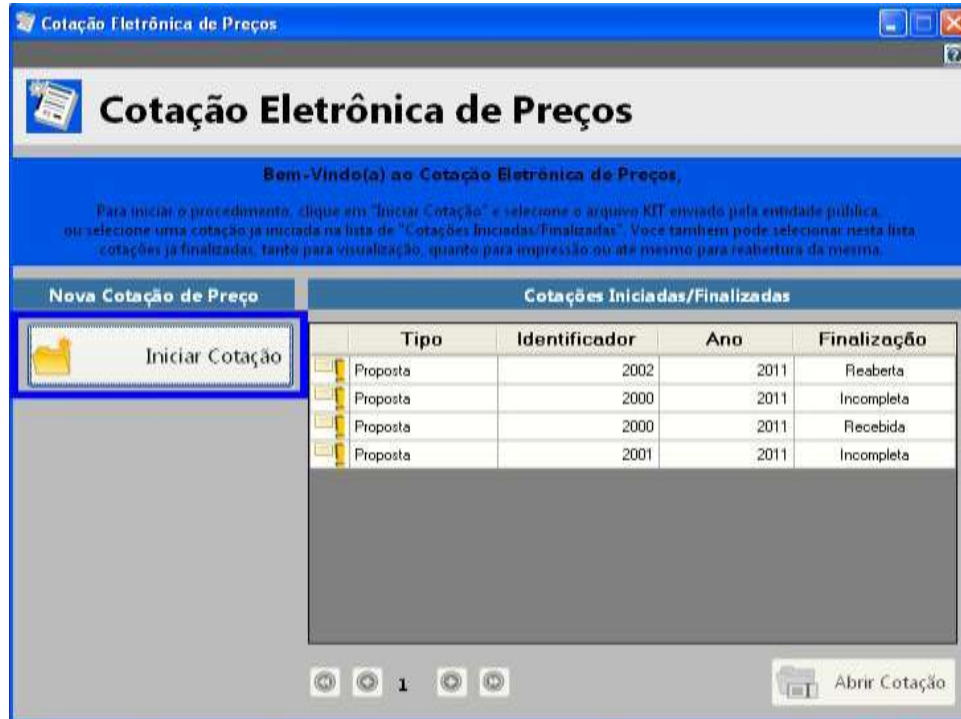 Cotação Eletrônica de Preços
Cotação Eletrônica de Preços
Bem-Vindo(a) ao Cotação Eletrônica de Preços,
Para iniciar o procedimento, clique em "Iniciar Cotação" e selecione o arquivo KIT enviado pela entidade pública,
ou selecione uma cotação ja iniciada na lista de "Cotações Iniciadas/Finalizadas". Voce tambem pode selecionar nesta lista
cotações já finalizadas, tanto para visualização, quanto para impressão ou até mesmo para reabertura da mesma.
Nova Cotação de Preço
Cotações Iniciadas/Finalizadas
Iniciar Cotação
Tipo Identificador Ano Finalização
Proposta 2002 2011 Reaberta
Proposta 2000 2011 Incompleta
Proposta 2000 2011 Recebida
Proposta 2001 2011 Incompleta
1
Abrir Cotação